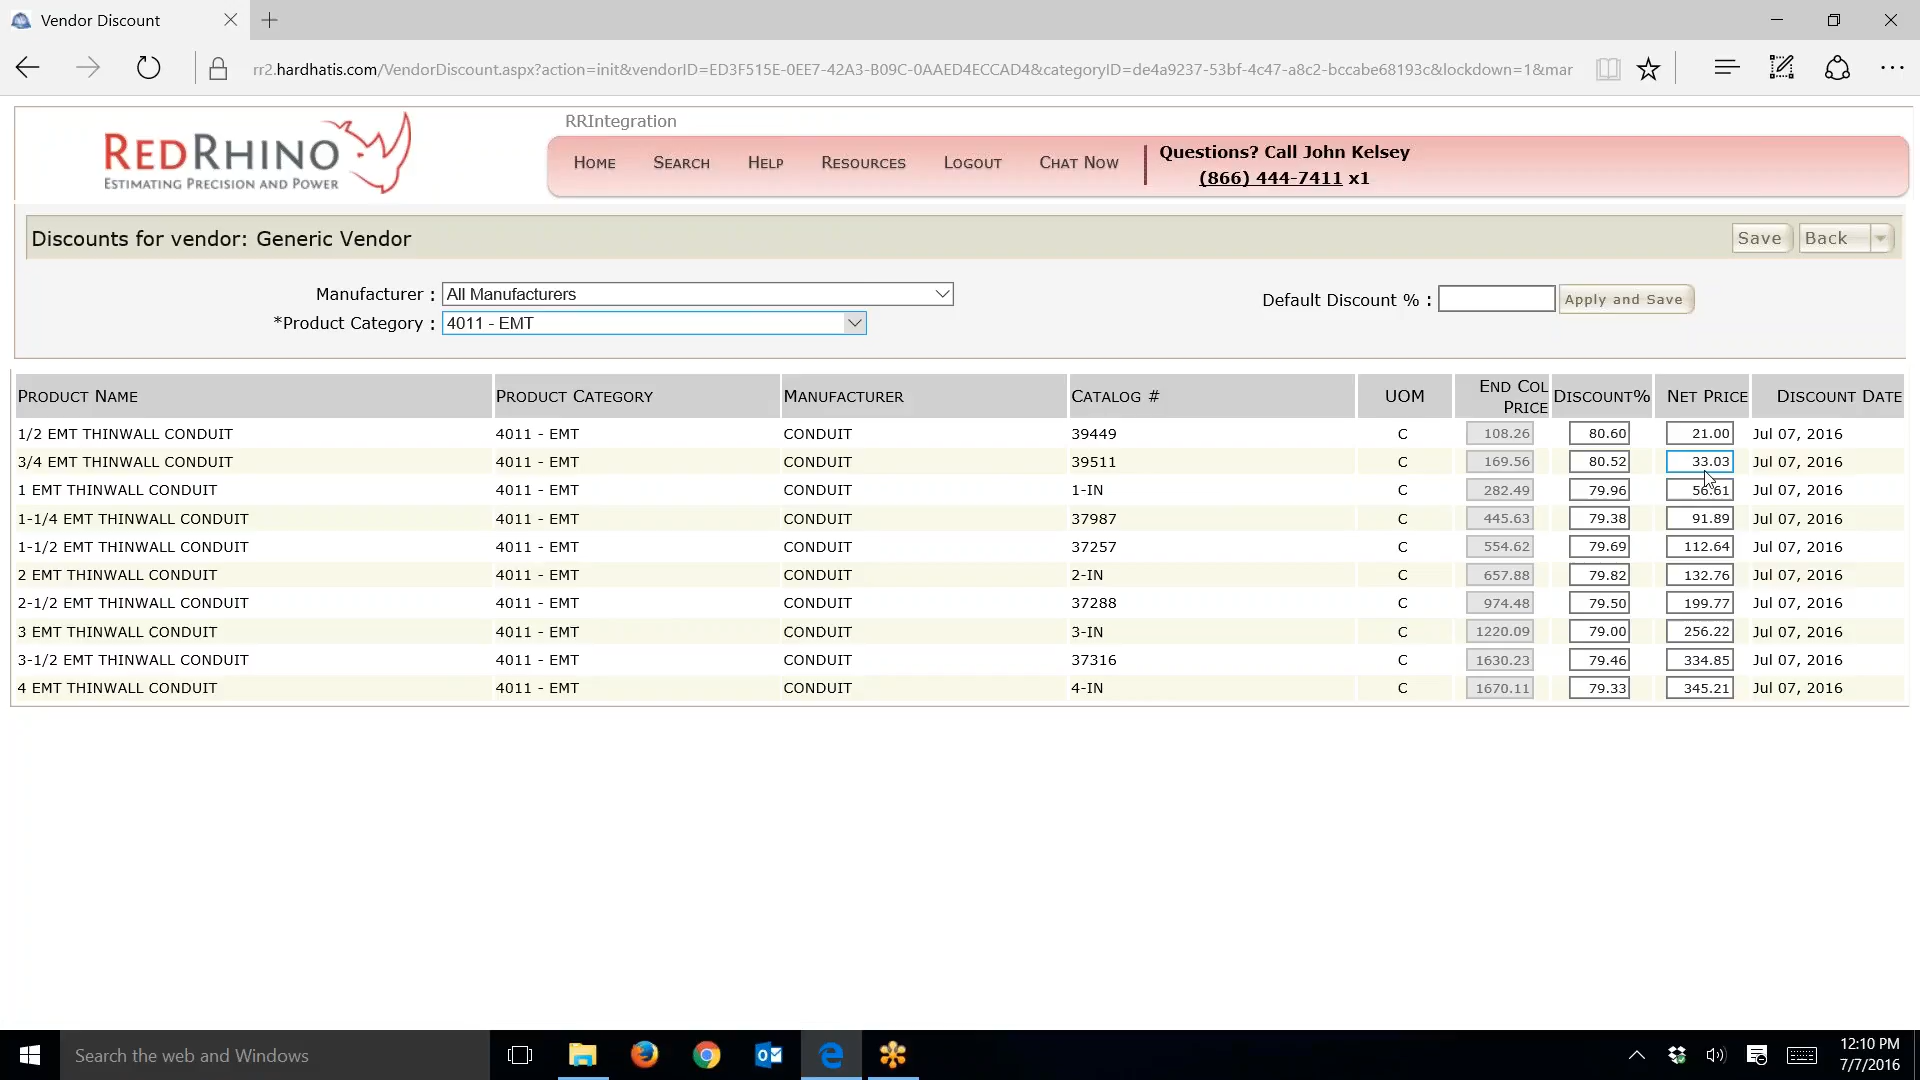 Vendor Discount
rr2.hardhatis.com/VendorDiscount.aspx?action=init&vendorID=ED3F515E-0EE7-42A3-B09C-0AAED4ECCAD4&categoryID=de4a9237-53bf-4c47-a8c2-bccabe68193c&lockdown=1&mar
REDRHINO
ESTIMATING PRECISION AND POWER
RRIntegration
HOME SEARCH HELP RESOURCES LOGOUT CHAT NOW
Questions? Call John Kelsey
(866) 444-7411 x1
Discounts for vendor: Generic Vendor
Save Back
Manufacturer : All Manufacturers
Default Discount % : Apply and Save
*Product Category : 4011 - EMT
PRODUCT NAME PRODUCT CATEGORY MANUFACTURER CATALOG # UOM END COL PRICE DISCOUNT% NET PRICE DISCOUNT DATE
1/2 EMT THINWALL CONDUIT 4011 - EMT CONDUIT 39449 C 108.26 80.60 21.00 Jul 07, 2016
3/4 EMT THINWALL CONDUIT 4011 - EMT CONDUIT 39511 C 169.56 80.52 33.03 Jul 07, 2016
1 EMT THINWALL CONDUIT 4011 - EMT CONDUIT 1-IN C 282.49 79.96 56.61 Jul 07, 2016
1-1/4 EMT THINWALL CONDUIT 4011 - EMT CONDUIT 37987 C 445.63 79.38 91.89 Jul 07, 2016
1-1/2 EMT THINWALL CONDUIT 4011 - EMT CONDUIT 37257 C 554.62 79.69 112.64 Jul 07, 2016
2 EMT THINWALL CONDUIT 4011 - EMT CONDUIT 2-IN C 657.88 79.82 132.76 Jul 07, 2016
2-1/2 EMT THINWALL CONDUIT 4011 - EMT CONDUIT 37288 C 974.48 79.50 199.77 Jul 07, 2016
3 EMT THINWALL CONDUIT 4011 - EMT CONDUIT 3-IN C 1220.09 79.00 256.22 Jul 07, 2016
3-1/2 EMT THINWALL CONDUIT 4011 - EMT CONDUIT 37316 C 1630.23 79.46 334.85 Jul 07, 2016
4 EMT THINWALL CONDUIT 4011 - EMT CONDUIT 4-IN C 1670.11 79.33 345.21 Jul 07, 2016
Search the web and Windows
12:10 PM
7/7/2016